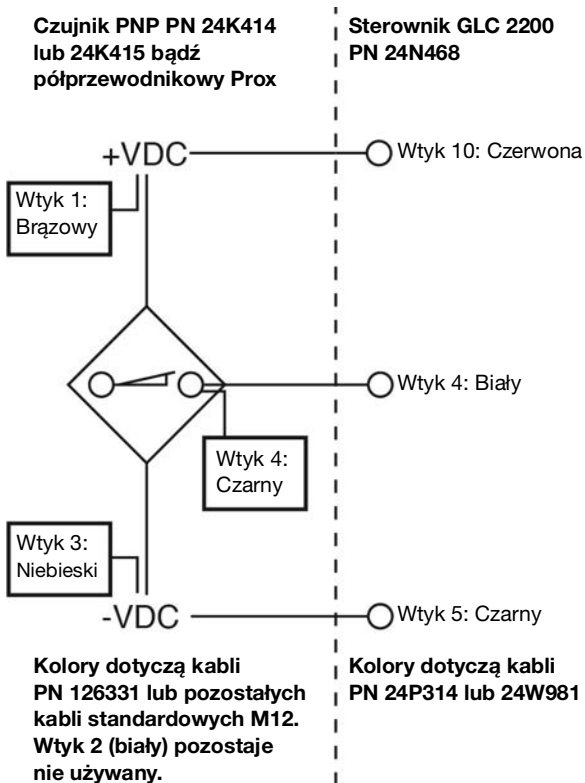 Czujnik PNP PN 24K414
lub 24K415 bądź
półprzewodnikowy Prox
Sterownik GLC 2200
PN 24N468
+VDC
Wtyk 10: Czerwona
Wtyk 1:
Brązowy
Wtyk 4: Biały
Wtyk 4:
Czarny
Wtyk 3:
Niebieski
-VDC
Wtyk 5: Czarny
Kolory dotyczą kabli
PN 126331 lub pozostałych
kabli standardowych M12.
Wtyk 2 (biały) pozostaje
nie używany.
Kolory dotyczą kabli
PN 24P314 lub 24W981